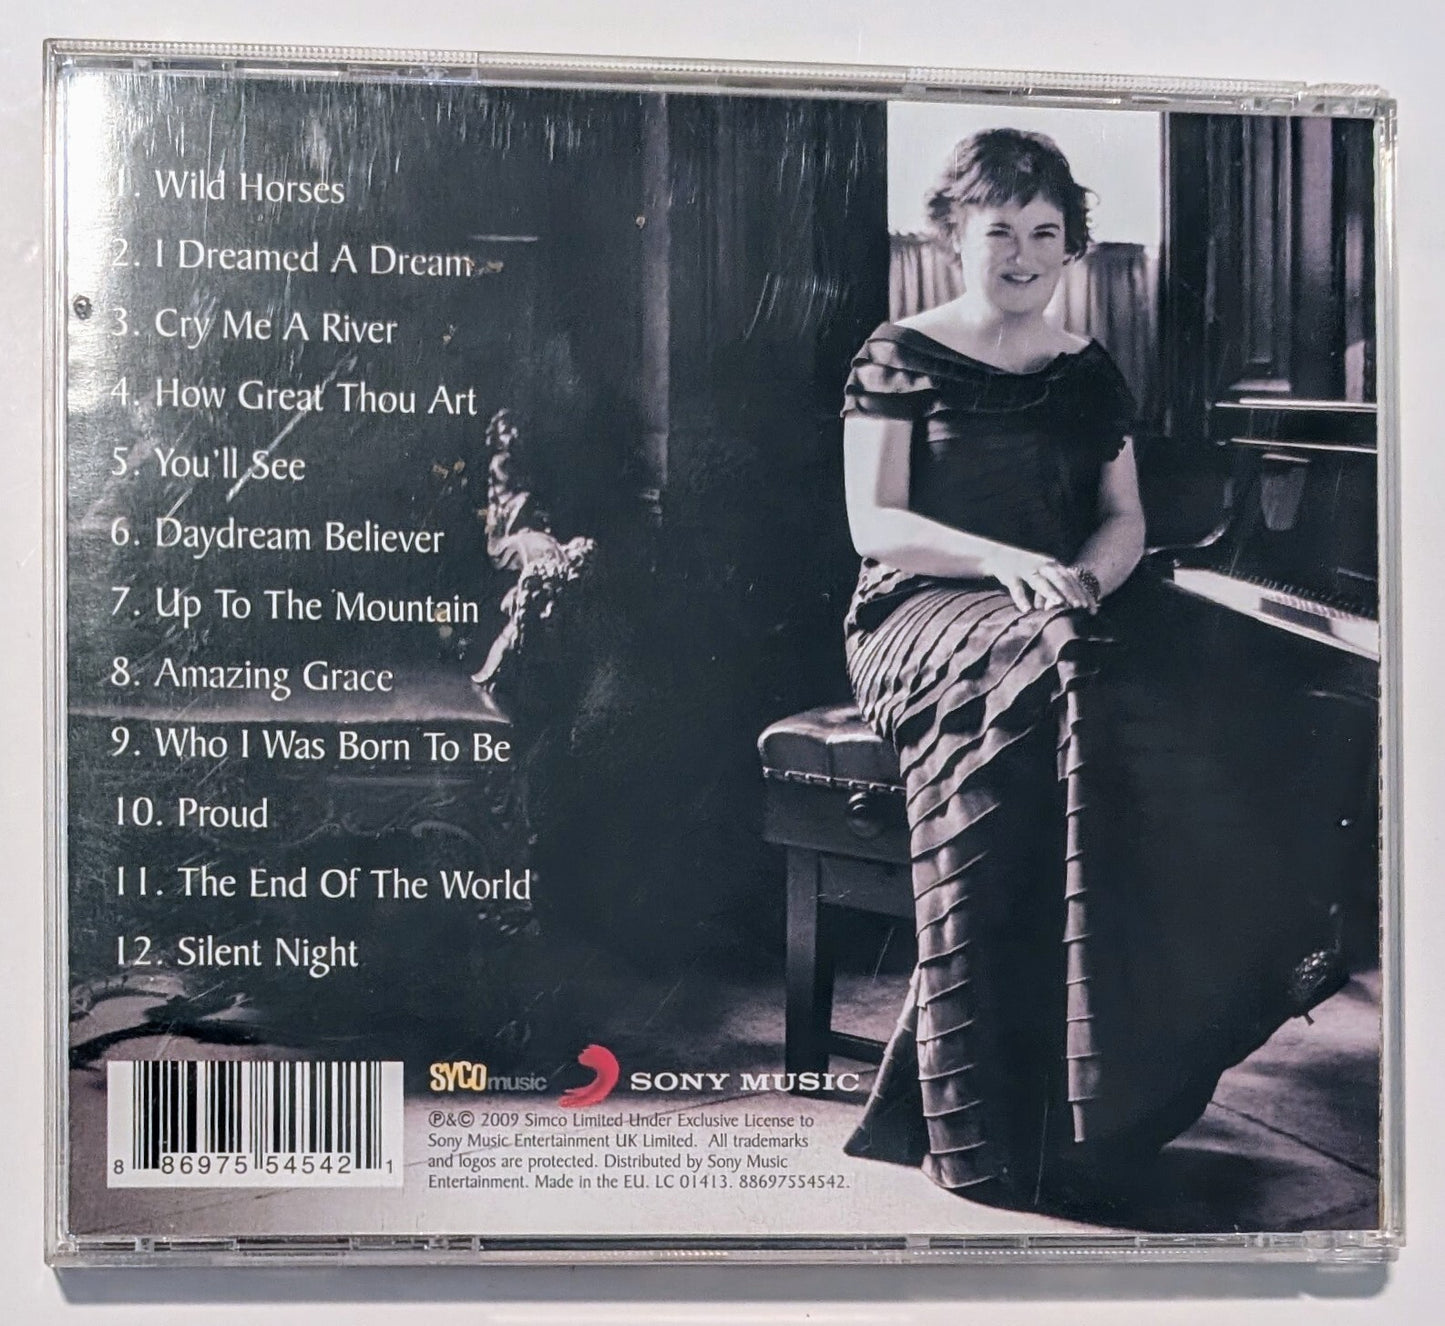 1. Wild Horses
2. I Dreamed A Dream
3. Cry Me A River
4. How Great Thou Art
5. You'll See
6. Daydream Believer
7. Up To The Mountain
8. Amazing Grace
9. Who I Was Born To Be
10. Proud
11. The End Of The World
12. Silent Night
8 86975 54542 1
SYCOmusic SONY MUSIC
℗&© 2009 Simco Limited Under Exclusive License to
Sony Music Entertainment UK Limited. All trademarks
and logos are protected. Distributed by Sony Music
Entertainment. Made in the EU. LC 01413. 88697554542.